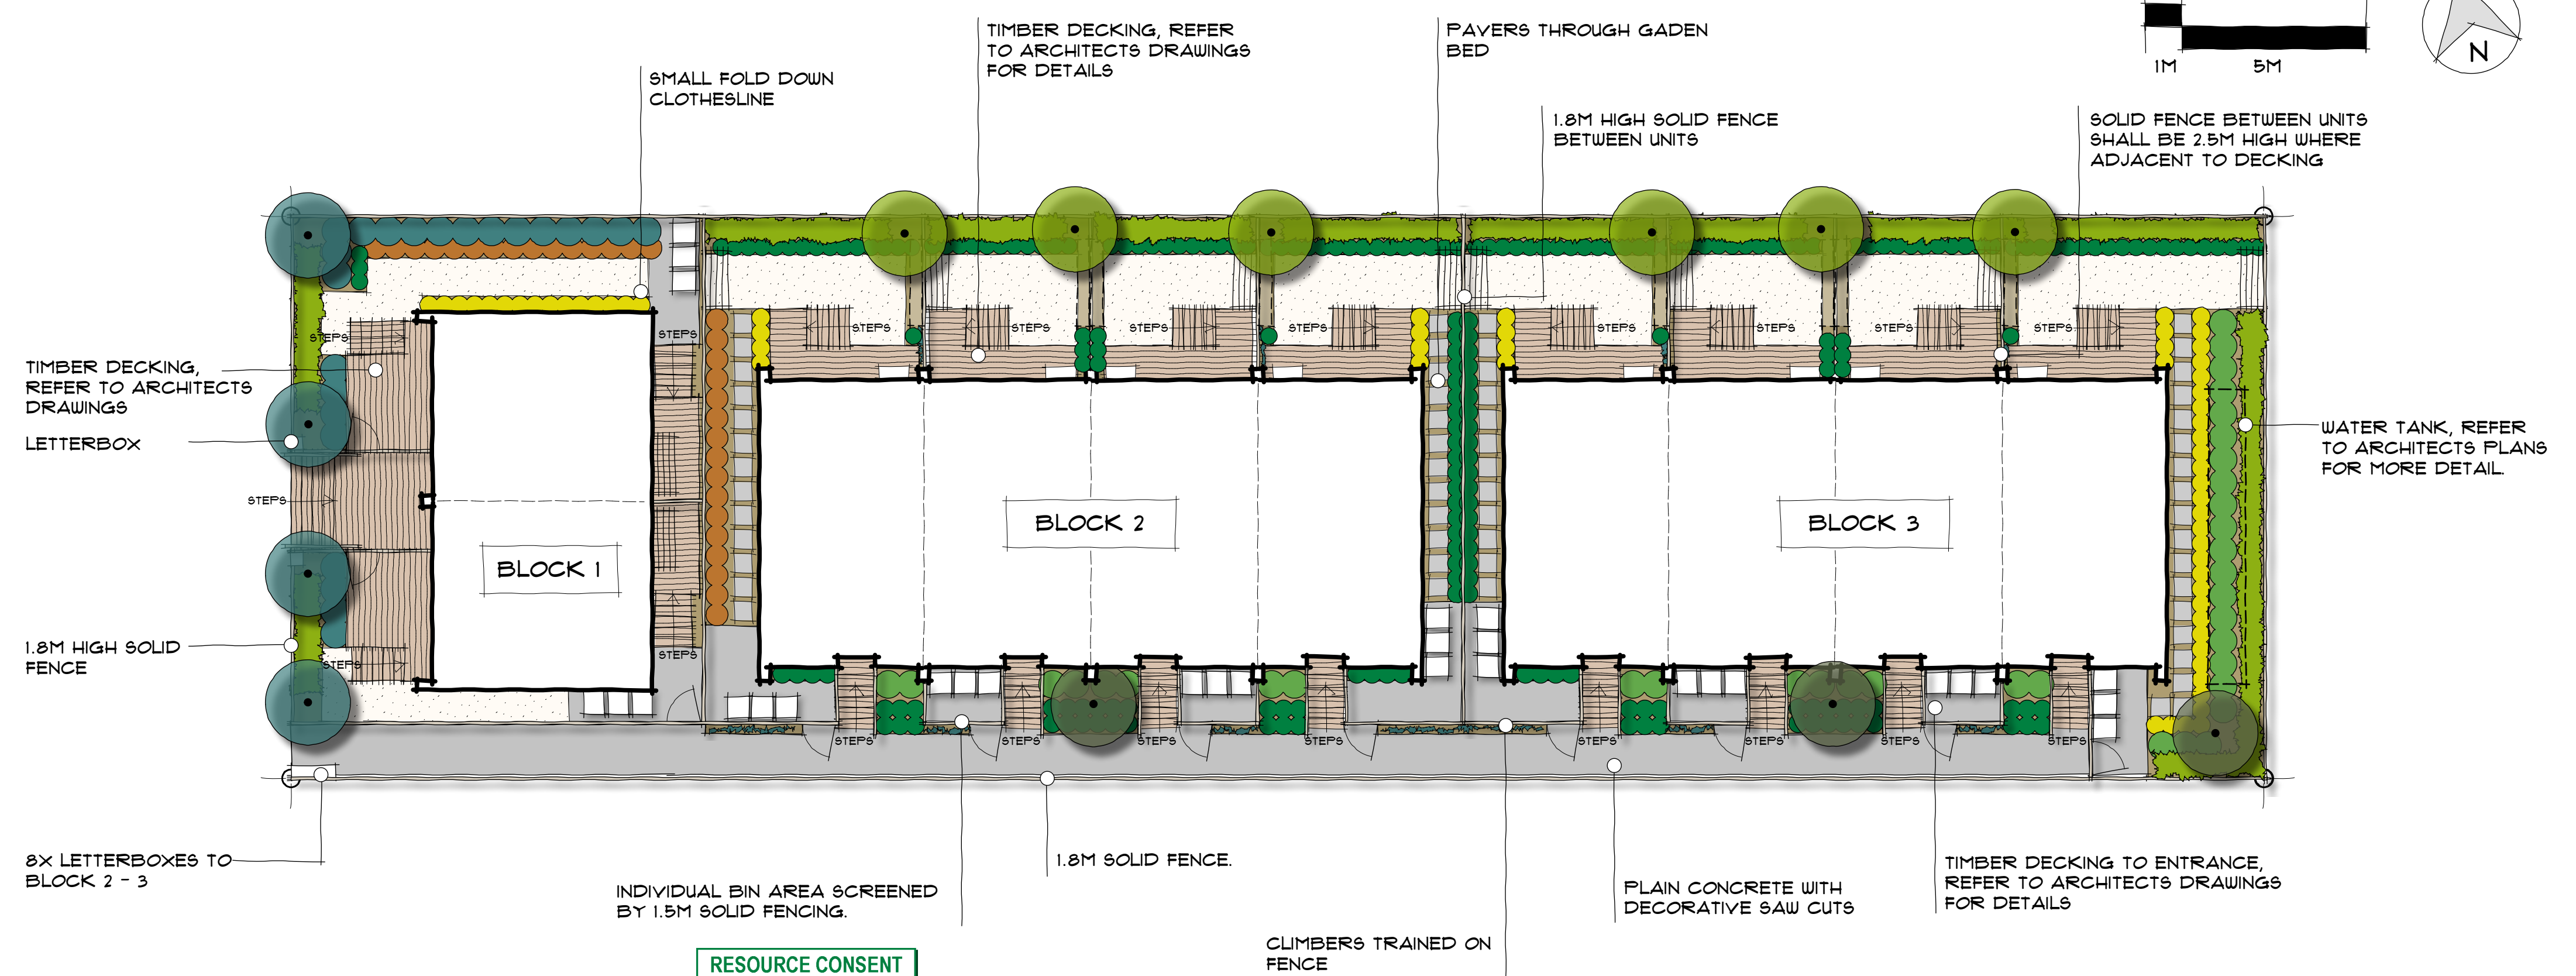 TIMBER DECKING, REFER
TO ARCHITECTS DRAWINGS
FOR DETAILS
PAVERS THROUGH GADEN
BED
1M
5M
N
SMALL FOLD DOWN
CLOTHESLINE
1.8M HIGH SOLID FENCE
BETWEEN UNITS
SOLID FENCE BETWEEN UNITS
SHALL BE 2.5M HIGH WHERE
ADJACENT TO DECKING
STEPS
STEPS
STEPS
STEPS
STEPS
STEPS
STEPS
STEPS
STEPS
STEPS
TIMBER DECKING,
REFER TO ARCHITECTS
DRAWINGS
LETTERBOX
WATER TANK, REFER
TO ARCHITECTS PLANS
FOR MORE DETAIL.
STEPS
BLOCK 1
BLOCK 2
BLOCK 3
1.8M HIGH SOLID
FENCE
STEPS
STEPS
STEPS
STEPS
STEPS
STEPS
STEPS
STEPS
STEPS
STEPS
8X LETTERBOXES TO
BLOCK 2 - 3
INDIVIDUAL BIN AREA SCREENED
BY 1.5M SOLID FENCING.
1.8M SOLID FENCE.
CLIMBERS TRAINED ON
FENCE
PLAIN CONCRETE WITH
DECORATIVE SAW CUTS
TIMBER DECKING TO ENTRANCE,
REFER TO ARCHITECTS DRAWINGS
FOR DETAILS
RESOURCE CONSENT